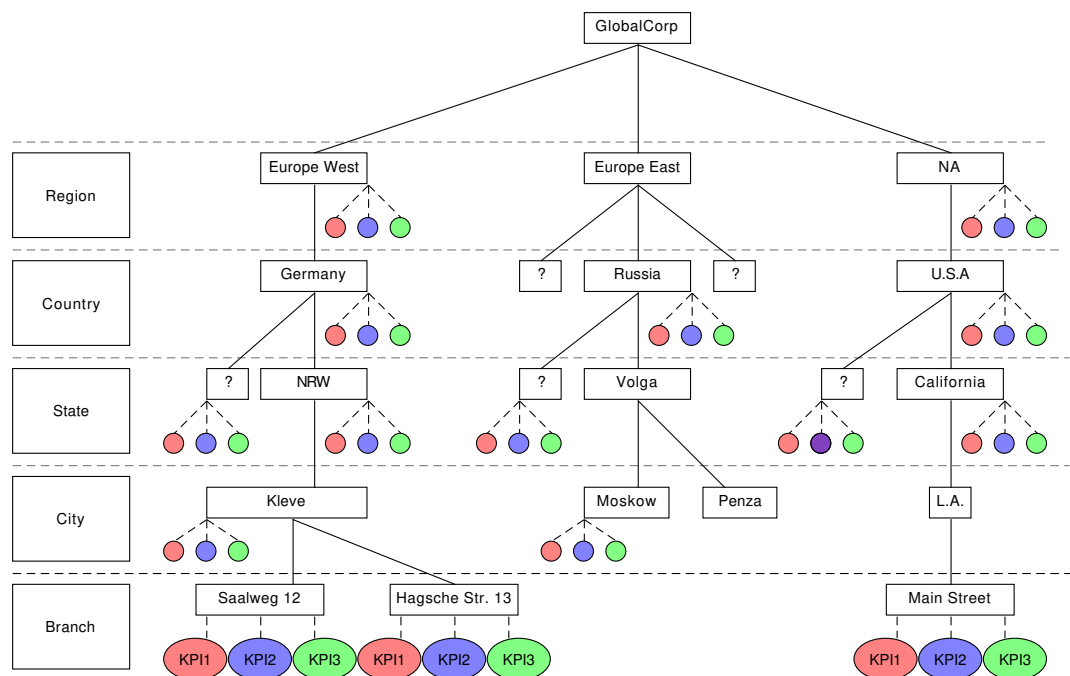 GlobalCorp
Region
Europe West
Europe East
NA
Country
Germany
?
Russia
?
U.S.A
State
?
NRW
?
Volga
?
California
City
Kleve
Moskow
Penza
L.A.
Branch
Saalweg 12
Hagsche Str. 13
Main Street
KPI1
KPI2
KPI3
KPI1
KPI2
KPI3
KPI1
KPI2
KPI3